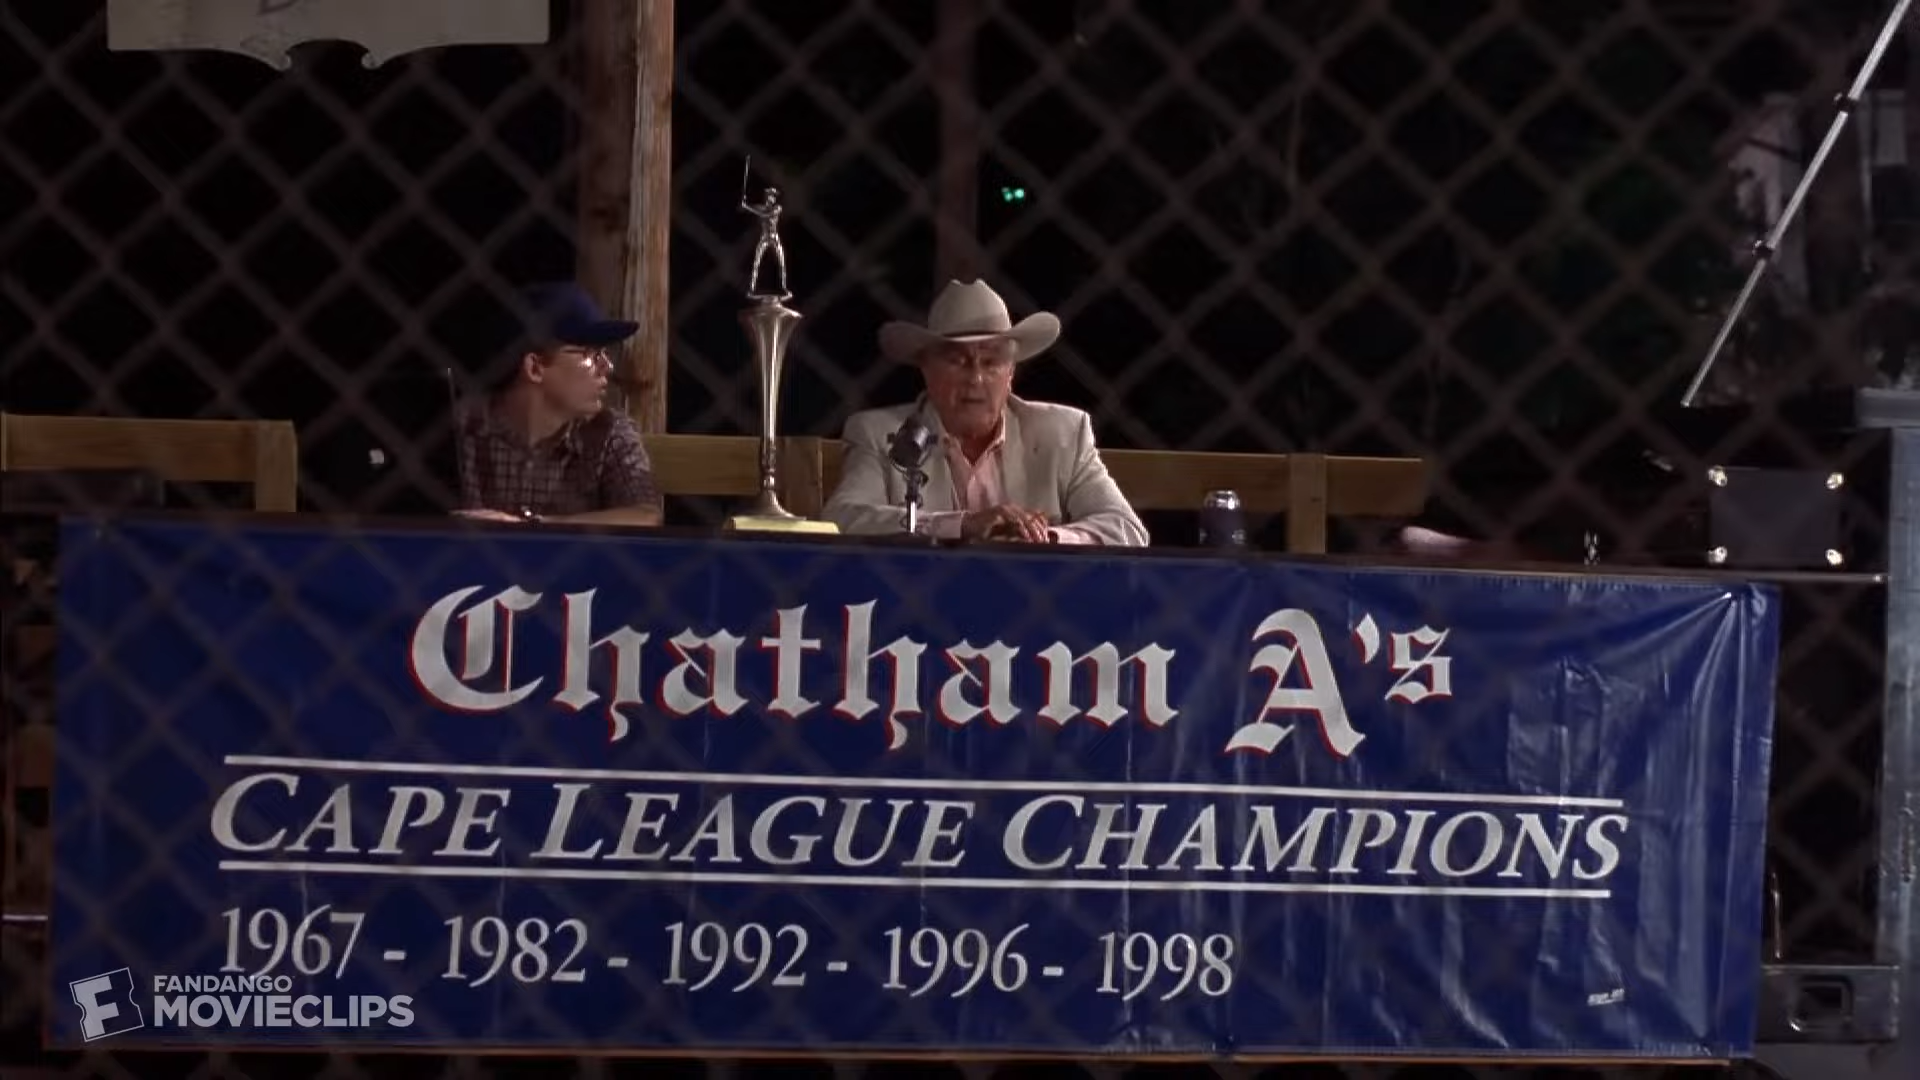 Chatham A's
CAPE LEAGUE CHAMPIONS
1967 - 1982 - 1992 - 1996 - 1998
FANDANGO
MOVIECLIPS